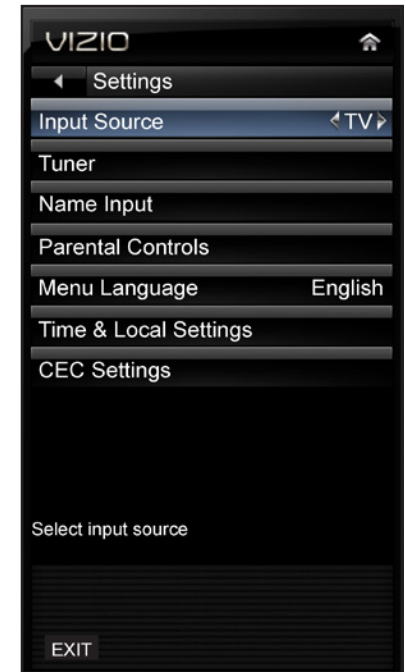 VIZIO
Settings
Input Source TV
Tuner
Name Input
Parental Controls
Menu Language English
Time & Local Settings
CEC Settings
Select input source
EXIT